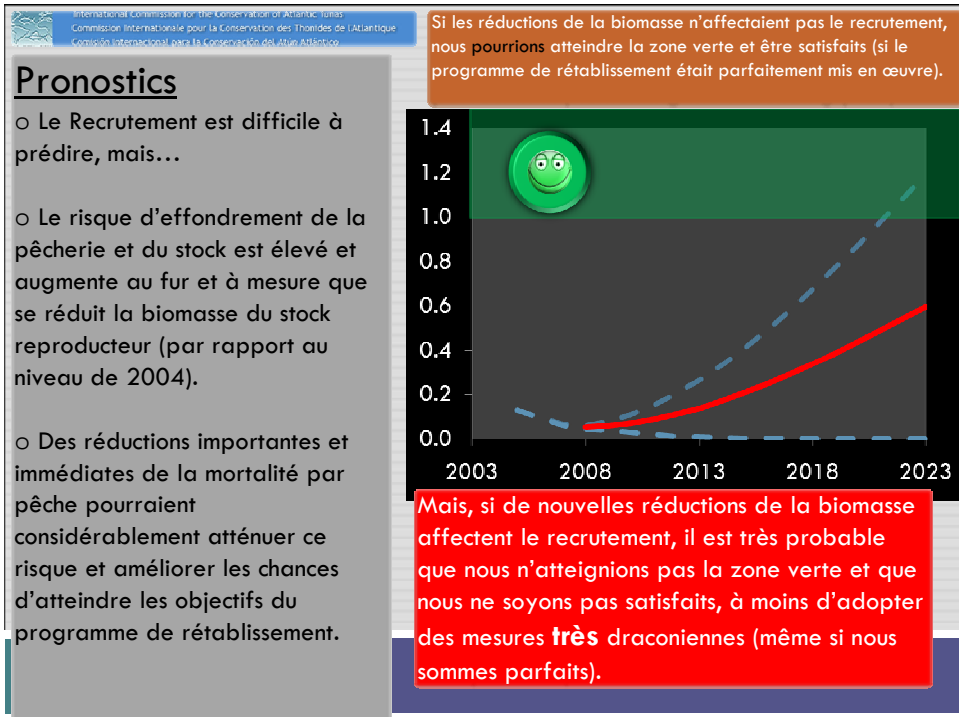 International Commission for the Conservation of Atlantic Tunas
Commission Internationale pour la Conservation des Thonidés de l'Atlantique
Comisión Internacional para la Conservación del Atún Atlántico
Si les réductions de la biomasse n'affectaient pas le recrutement,
nous pourrions atteindre la zone verte et être satisfaits (si le
programme de rétablissement était parfaitement mis en œuvre).
Pronostics
o Le Recrutement est difficile à
prédire, mais…
o Le risque d'effondrement de la
pêcherie et du stock est élevé et
augmente au fur et à mesure que
se réduit la biomasse du stock
reproducteur (par rapport au
niveau de 2004).
o Des réductions importantes et
immédiates de la mortalité par
pêche pourraient
considérablement atténuer ce
risque et améliorer les chances
d'atteindre les objectifs du
programme de rétablissement.
1.4
1.2
1.0
0.8
0.6
0.4
0.2
0.0
2003 2008 2013 2018 2023
Mais, si de nouvelles réductions de la biomasse
affectent le recrutement, il est très probable
que nous n'atteignions pas la zone verte et que
nous ne soyons pas satisfaits, à moins d'adopter
des mesures très draconiennes (même si nous
sommes parfaits).